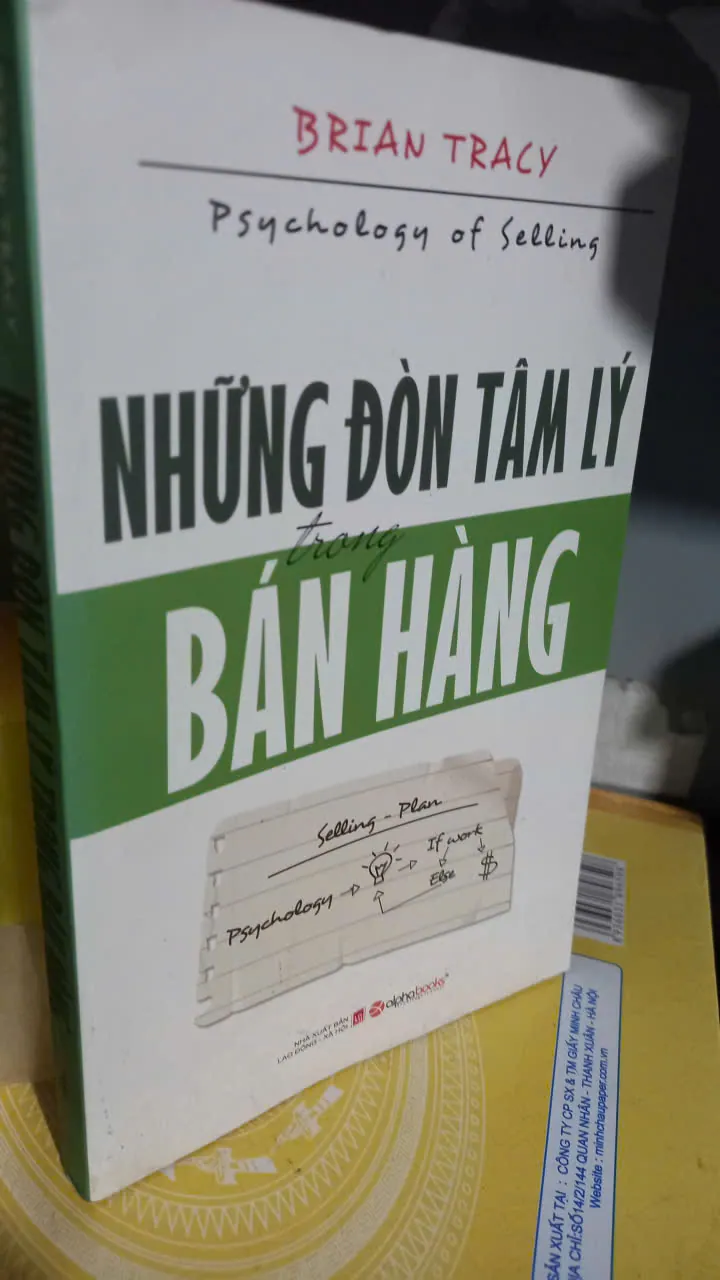 BRIAN TRACY
Psychology of Selling
NHỮNG ĐÒN TÂM LÝ
trong
BÁN HÀNG
Selling - Plan
Psychology
If work
Else
$
NHÀ XUẤT BẢN
LAO ĐỘNG - XÃ HỘI
alphabooks
SẢN XUẤT TẠI : CÔNG TY CP SX & TM GIẤY MINH CHÂU
ĐỊA CHỈ:SỐ14/2/144 QUAN NHÂN - THANH XUÂN - HÀ NỘI
Website : minhchaupaper.com.vn